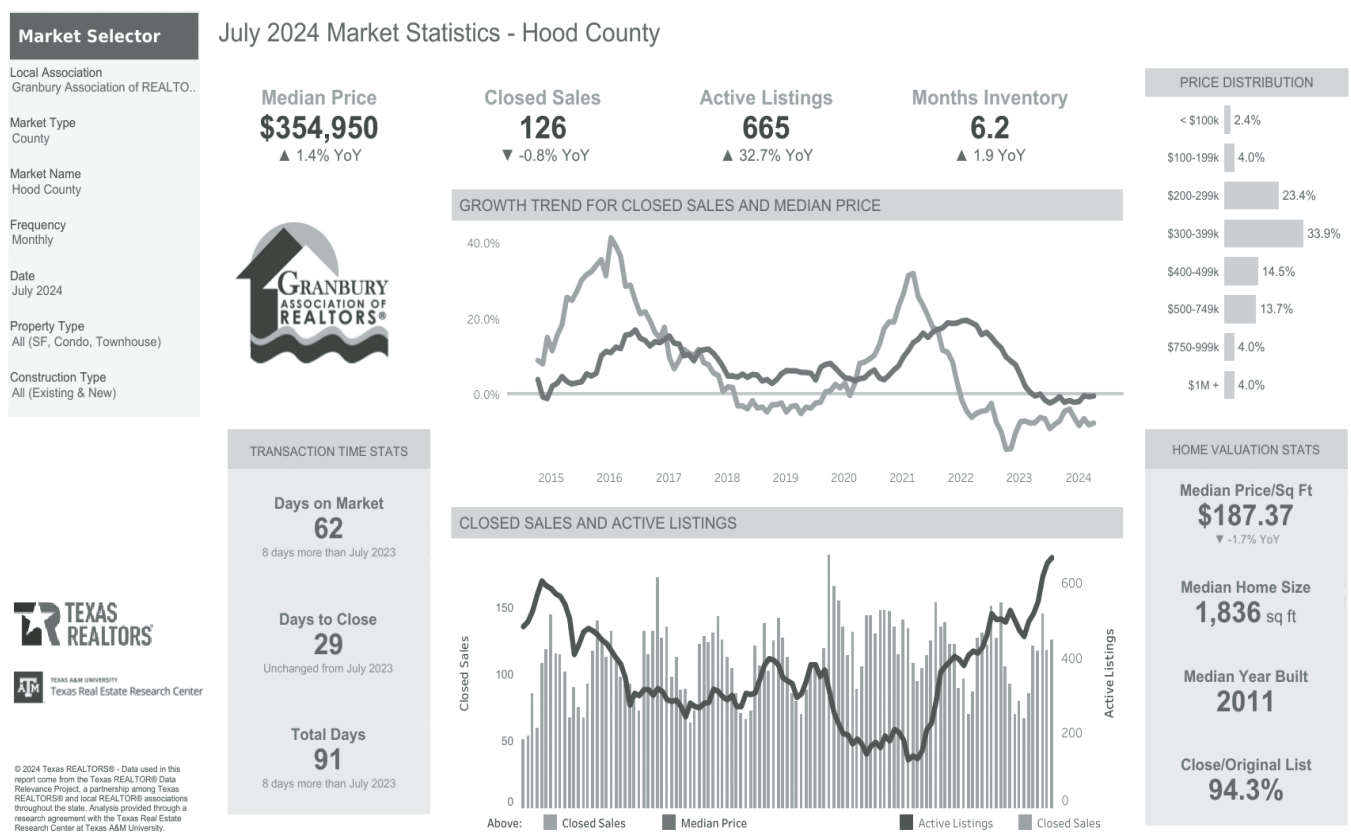 Market Selector
Local Association
Granbury Association of REALTO..
Market Type
County
Market Name
Hood County
Frequency
Monthly
Date
July 2024
Property Type
All (SF, Condo, Townhouse)
Construction Type
All (Existing & New)
July 2024 Market Statistics - Hood County
Median Price
$354,950
▲ 1.4% YoY
Closed Sales
126
▼ -0.8% YoY
Active Listings
665
▲ 32.7% YoY
Months Inventory
6.2
▲ 1.9 YoY
PRICE DISTRIBUTION
< $100k 2.4%
$100-199k 4.0%
$200-299k 23.4%
$300-399k 33.9%
$400-499k 14.5%
$500-749k 13.7%
$750-999k 4.0%
$1M + 4.0%
GRANBURY
ASSOCIATION OF
REALTORS®
GROWTH TREND FOR CLOSED SALES AND MEDIAN PRICE
40.0%
20.0%
0.0%
2015 2016 2017 2018 2019 2020 2021 2022 2023 2024
TRANSACTION TIME STATS
Days on Market
62
8 days more than July 2023
Days to Close
29
Unchanged from July 2023
Total Days
91
8 days more than July 2023
CLOSED SALES AND ACTIVE LISTINGS
Closed Sales
150
100
50
0
600
400
200
0
Active Listings
Above: Closed Sales Median Price Active Listings Closed Sales
HOME VALUATION STATS
Median Price/Sq Ft
$187.37
▼ -1.7% YoY
Median Home Size
1,836 sq ft
Median Year Built
2011
Close/Original List
94.3%
TEXAS
REALTORS®
ATM
TEXAS A&M UNIVERSITY
Texas Real Estate Research Center
© 2024 Texas REALTORS® - Data used in this
report come from the Texas REALTOR® Data
Relevance Project, a partnership among Texas
REALTORS® and local REALTOR® associations
throughout the state. Analysis provided through a
research agreement with the Texas Real Estate
Research Center at Texas A&M University.